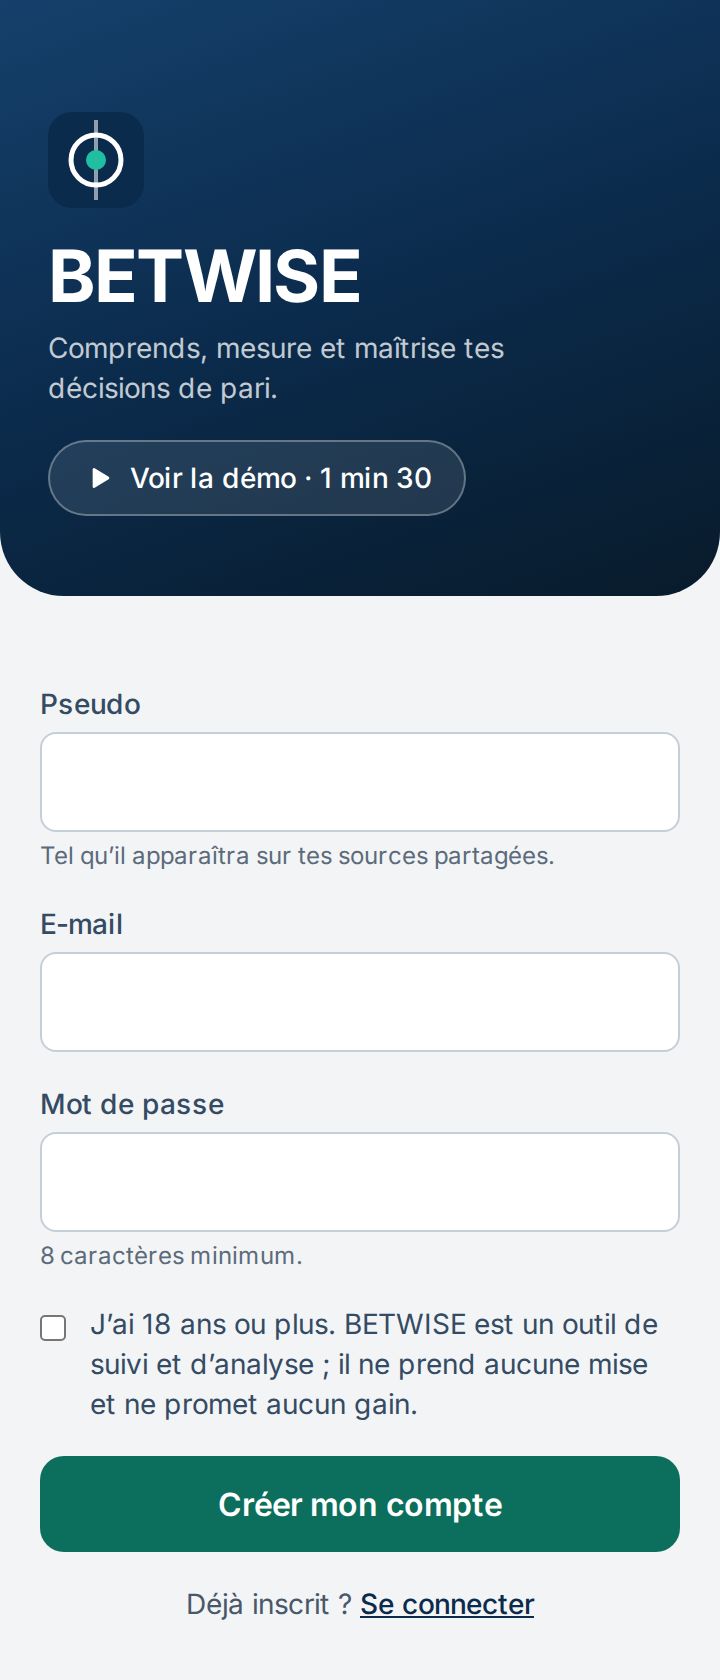 BETWISE
Comprends, mesure et maîtrise tes
décisions de pari.
Voir la démo · 1 min 30
Pseudo
Tel qu’il apparaîtra sur tes sources partagées.
E-mail
Mot de passe
8 caractères minimum.
J’ai 18 ans ou plus. BETWISE est un outil de
suivi et d’analyse ; il ne prend aucune mise
et ne promet aucun gain.
Créer mon compte
Déjà inscrit ? Se connecter